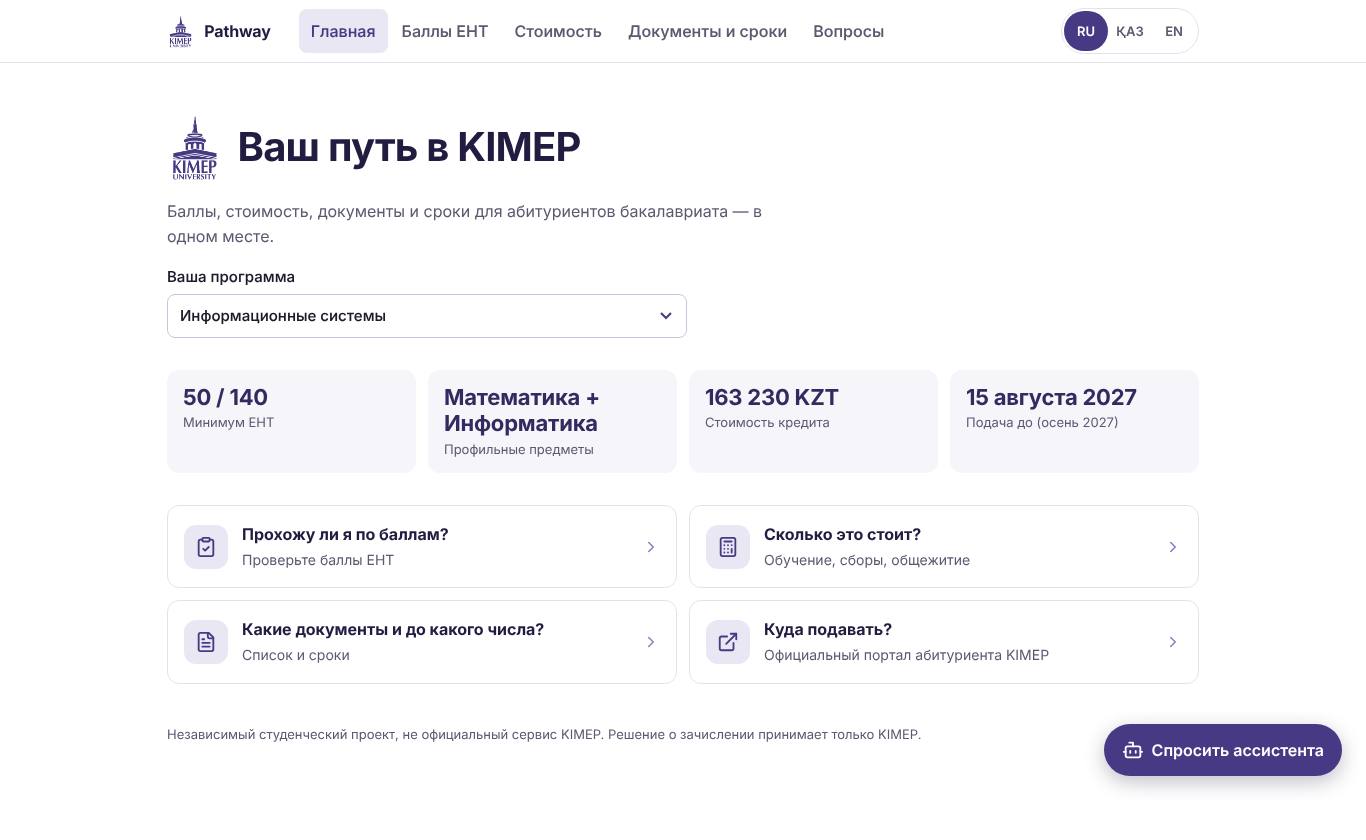 KIMEP
UNIVERSITY
Pathway
Главная
Баллы ЕНТ
Стоимость
Документы и сроки
Вопросы
RU
ҚАЗ
EN
KIMEP
UNIVERSITY
Ваш путь в KIMEP
Баллы, стоимость, документы и сроки для абитуриентов бакалавриата — в
одном месте.
Ваша программа
Информационные системы
50 / 140
Минимум ЕНТ
Математика +
Информатика
Профильные предметы
163 230 KZT
Стоимость кредита
15 августа 2027
Подача до (осень 2027)
Прохожу ли я по баллам?
Проверьте баллы ЕНТ
Сколько это стоит?
Обучение, сборы, общежитие
Какие документы и до какого числа?
Список и сроки
Куда подавать?
Официальный портал абитуриента KIMEP
Независимый студенческий проект, не официальный сервис KIMEP. Решение о зачислении принимает только KIMEP.
Спросить ассистента